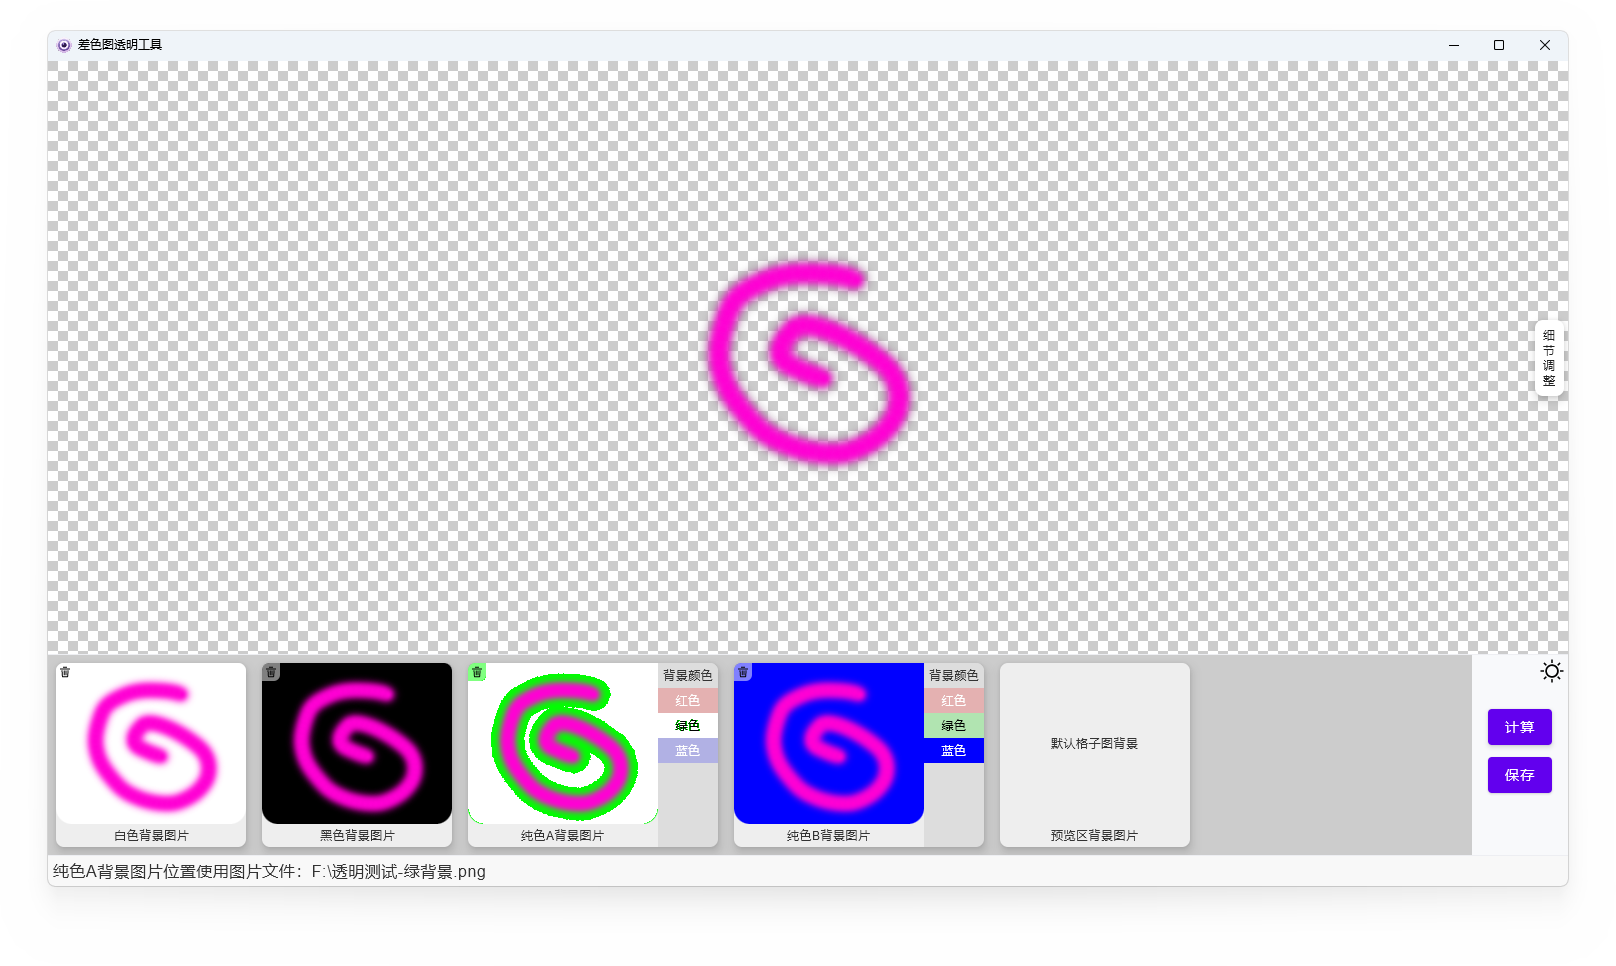 差色图透明工具
细
节
调
整
背景颜色
红色
绿色
蓝色
背景颜色
红色
绿色
蓝色
默认格子图背景
白色背景图片
黑色背景图片
纯色A背景图片
纯色B背景图片
预览区背景图片
计算
保存
纯色A背景图片位置使用图片文件：F:\透明测试-绿背景.png